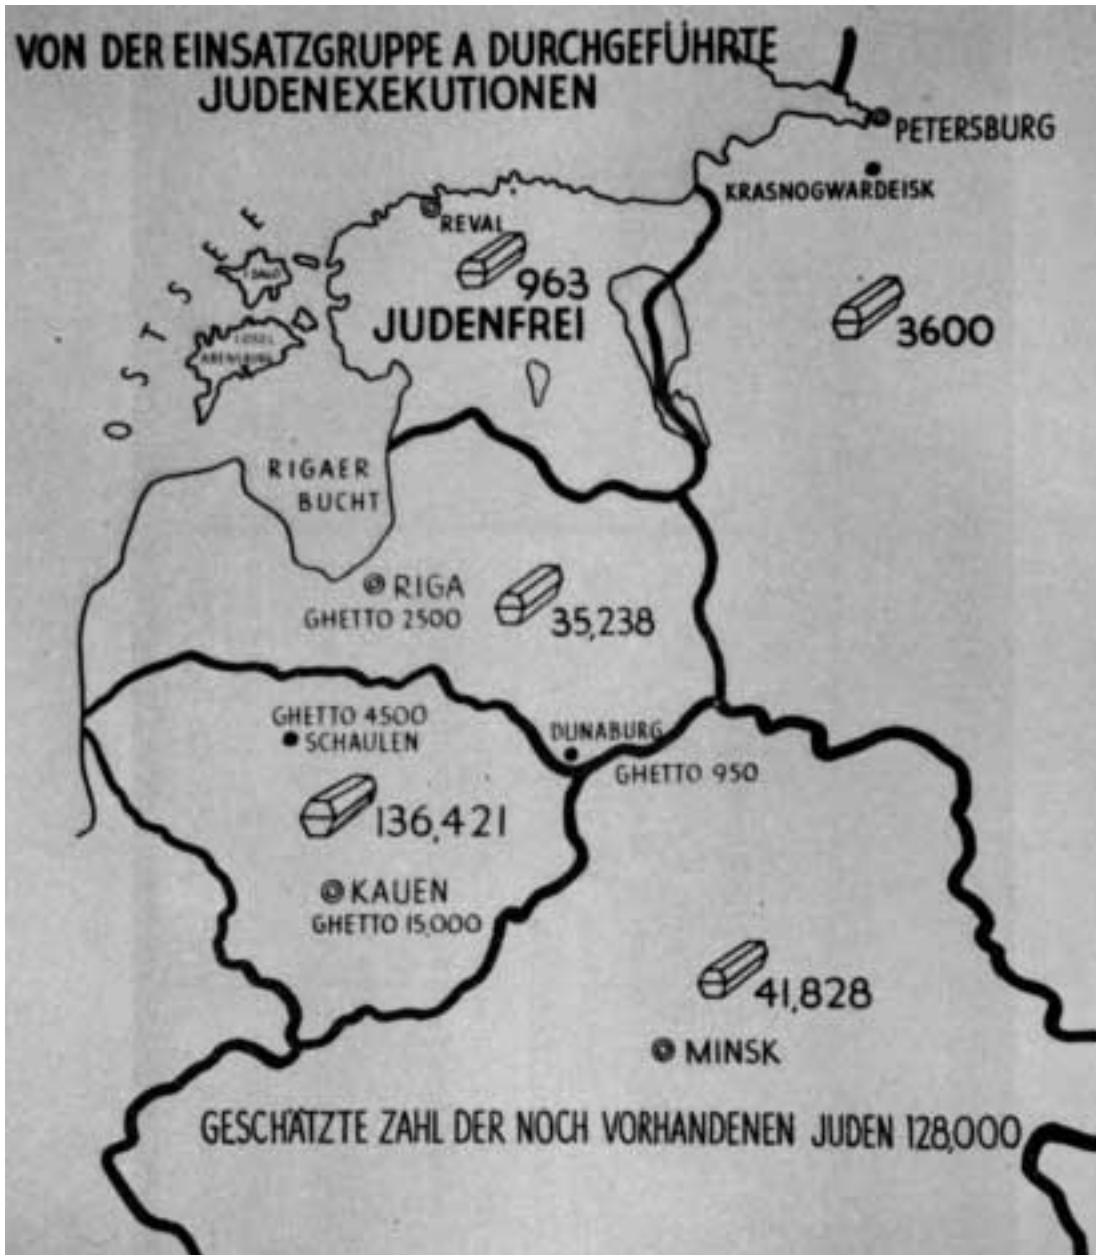 VON DER EINSATZGRUPPE A DURCHGEFÜHRTE
JUDENEXEKUTIONEN
PETERSBURG
KRASNOGWARDEISK
REVAL
963
JUDENFREI
3600
OSTSEE
RIGAER
BUCHT
RIGA
GHETTO 2500
35,238
GHETTO 4500
SCHAULEN
DÜNABURG
GHETTO 950
136,421
KAUEN
GHETTO 15,000
41,828
MINSK
GESCHÄTZTE ZAHL DER NOCH VORHANDENEN JUDEN 128,000